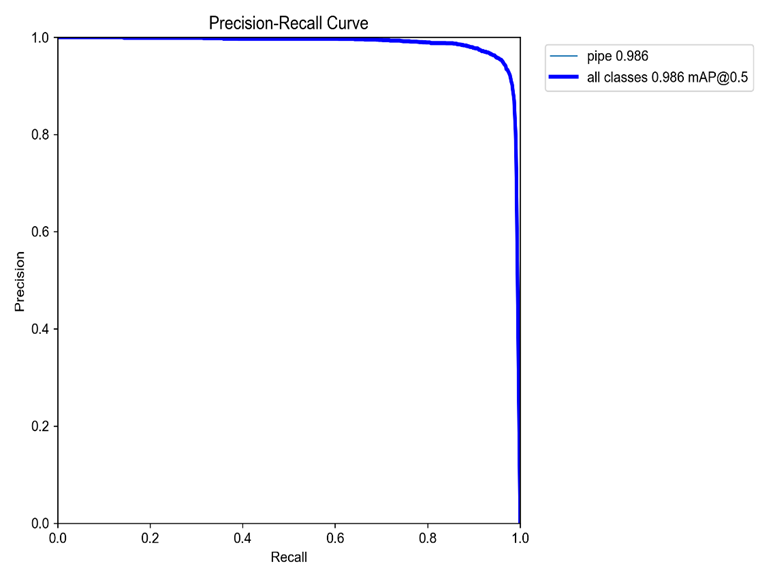 Precision-Recall Curve
pipe 0.986
all classes 0.986 mAP@0.5
1.0
0.8
0.6
0.4
0.2
0.0
Precision
0.0 0.2 0.4 0.6 0.8 1.0
Recall